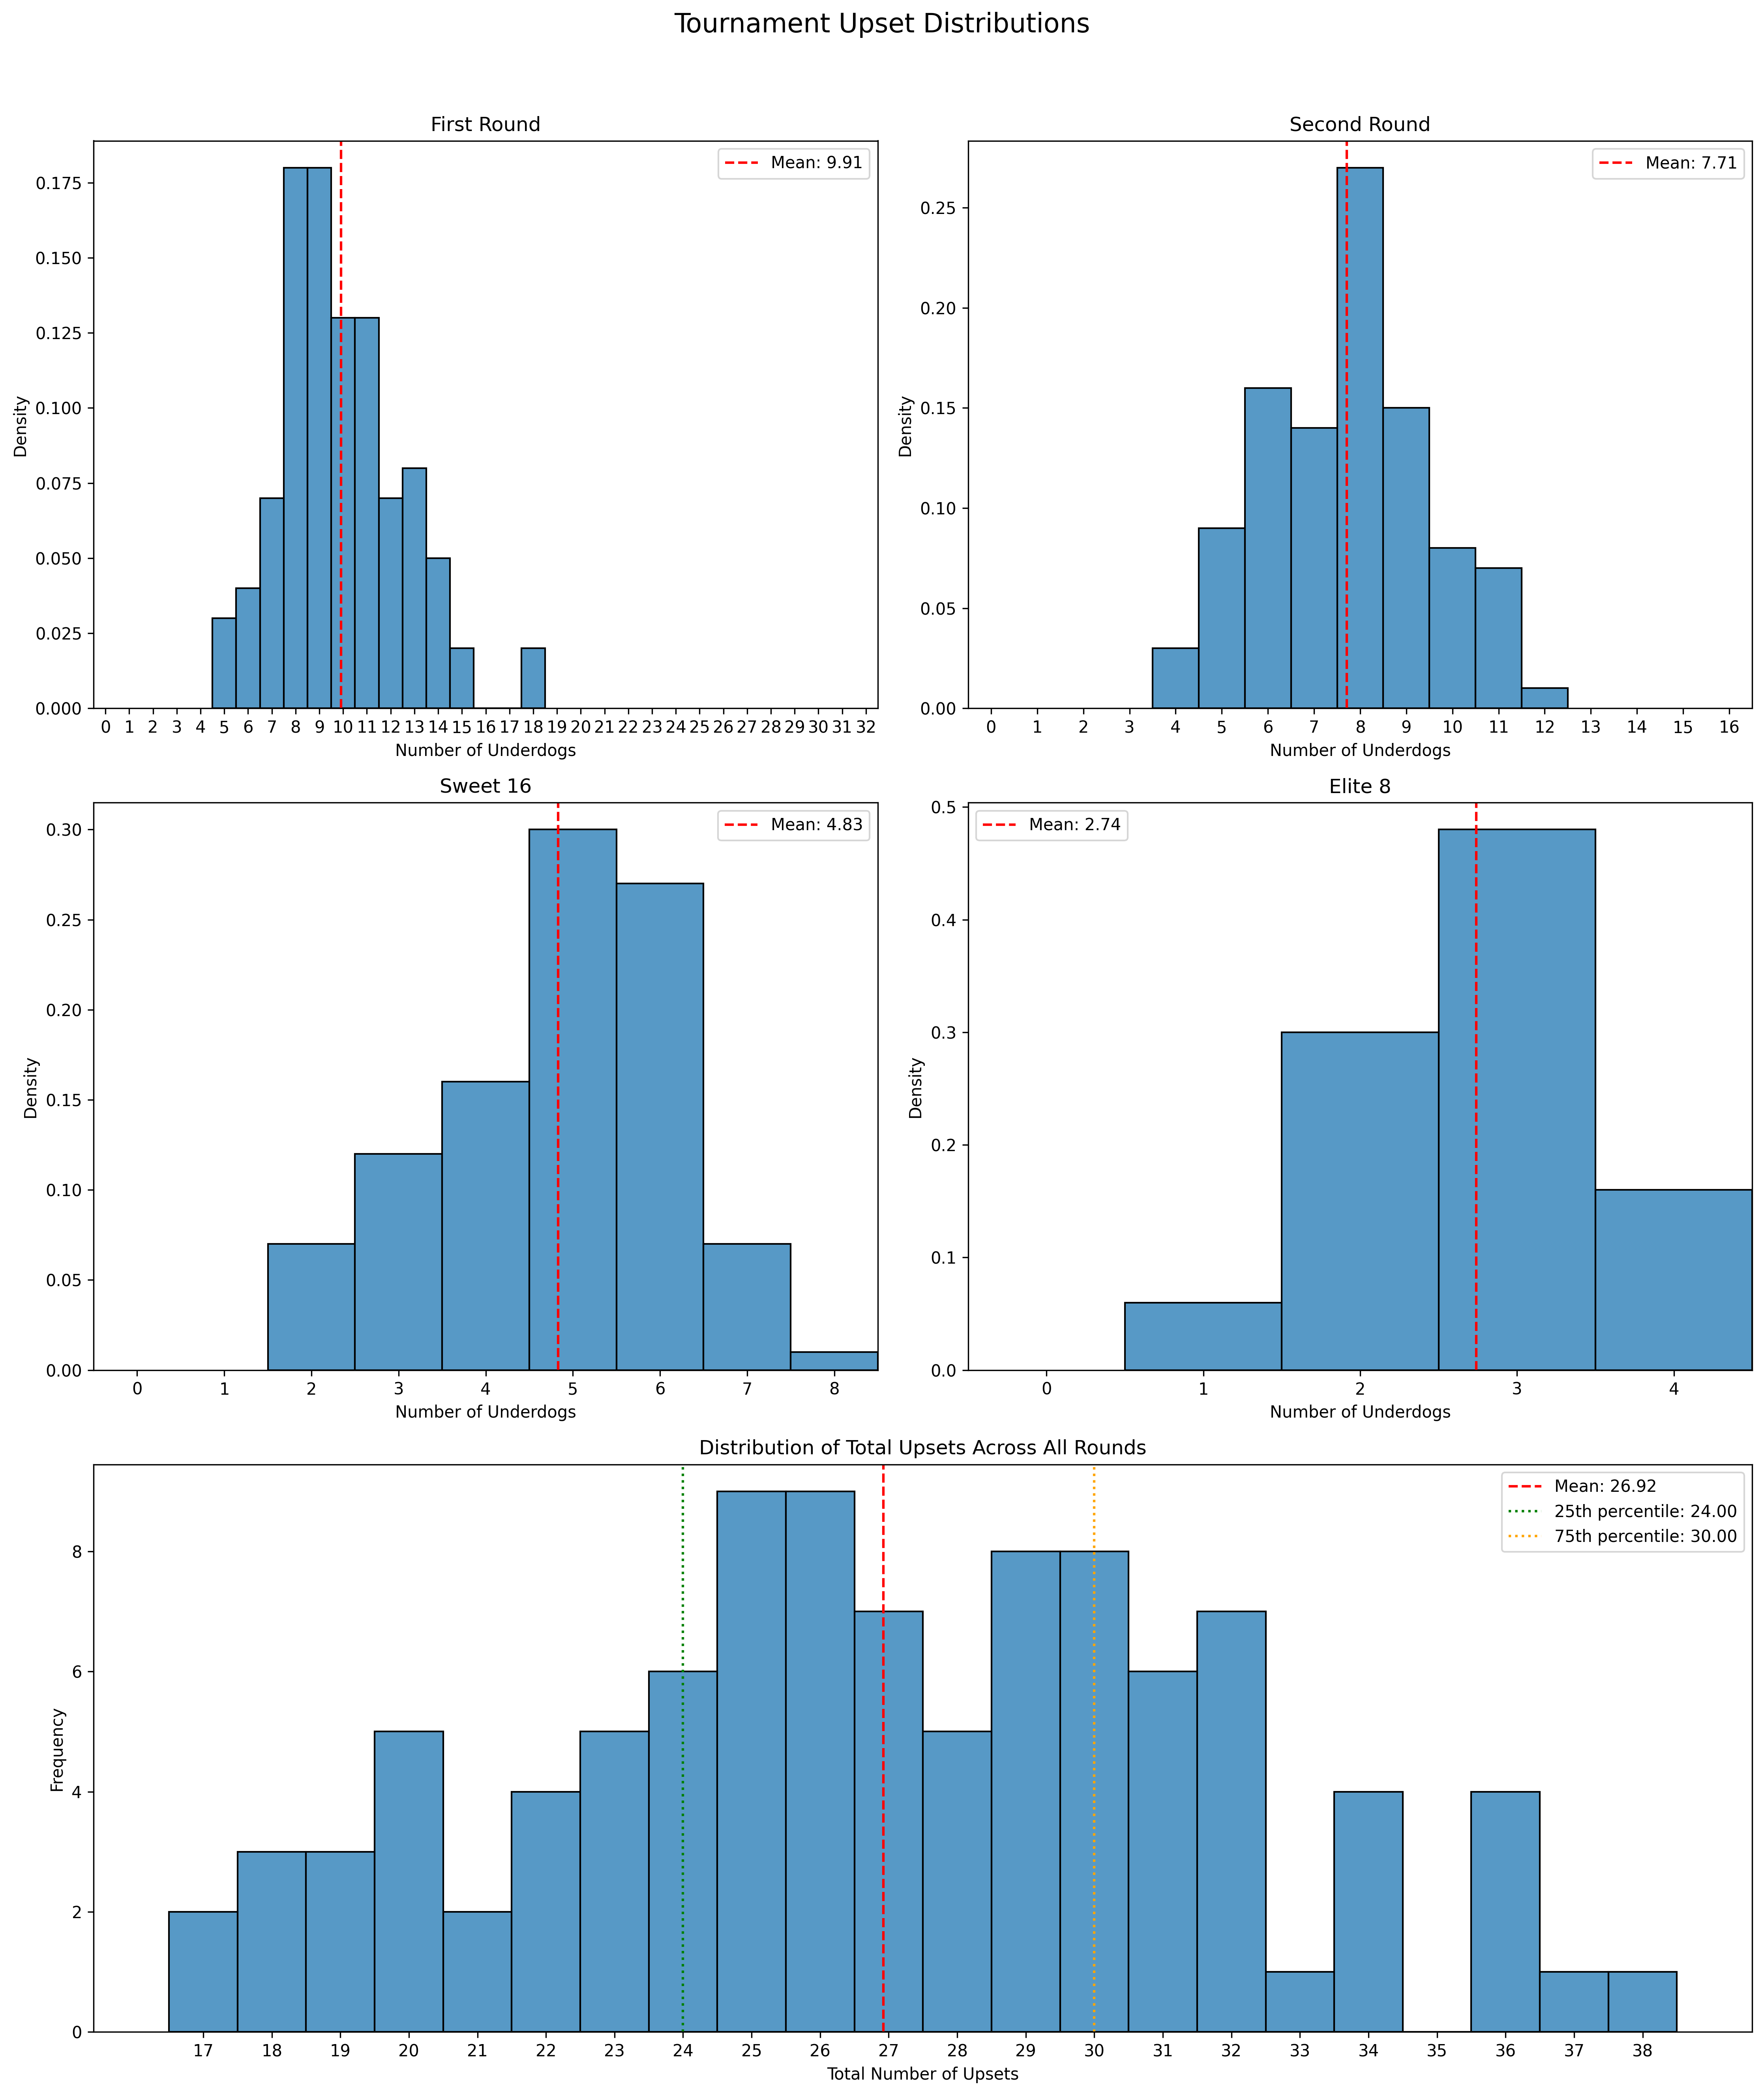 Tournament Upset Distributions
First Round
Mean: 9.91
0.175
0.150
0.125
0.100
0.075
0.050
0.025
0.000
Density
0 1 2 3 4 5 6 7 8 9 10 11 12 13 14 15 16 17 18 19 20 21 22 23 24 25 26 27 28 29 30 31 32
Number of Underdogs
Second Round
Mean: 7.71
0.25
0.20
0.15
0.10
0.05
0.00
Density
0 1 2 3 4 5 6 7 8 9 10 11 12 13 14 15 16
Number of Underdogs
Sweet 16
Mean: 4.83
0.30
0.25
0.20
0.15
0.10
0.05
0.00
Density
0 1 2 3 4 5 6 7 8
Number of Underdogs
Elite 8
Mean: 2.74
0.5
0.4
0.3
0.2
0.1
0.0
Density
0 1 2 3 4
Number of Underdogs
Distribution of Total Upsets Across All Rounds
Mean: 26.92
25th percentile: 24.00
75th percentile: 30.00
8
6
4
2
0
Frequency
17 18 19 20 21 22 23 24 25 26 27 28 29 30 31 32 33 34 35 36 37 38
Total Number of Upsets